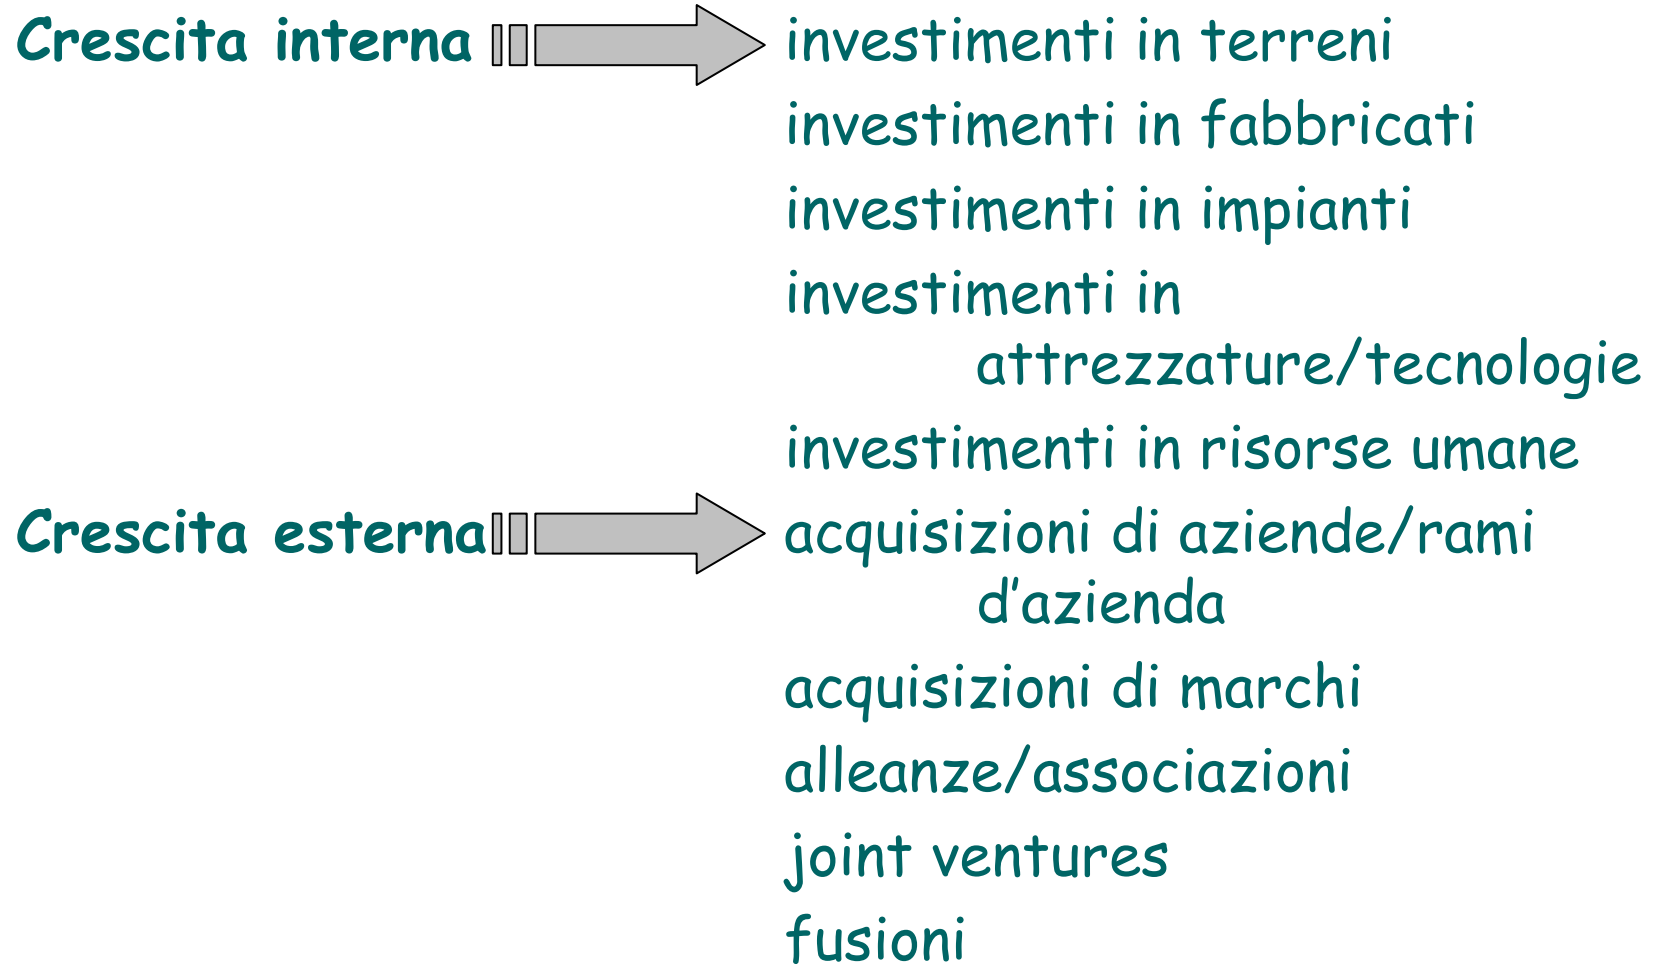 Crescita interna investimenti in terreni
investimenti in fabbricati
investimenti in impianti
investimenti in
attrezzature/tecnologie
investimenti in risorse umane
Crescita esterna acquisizioni di aziende/rami
d’azienda
acquisizioni di marchi
alleanze/associazioni
joint ventures
fusioni